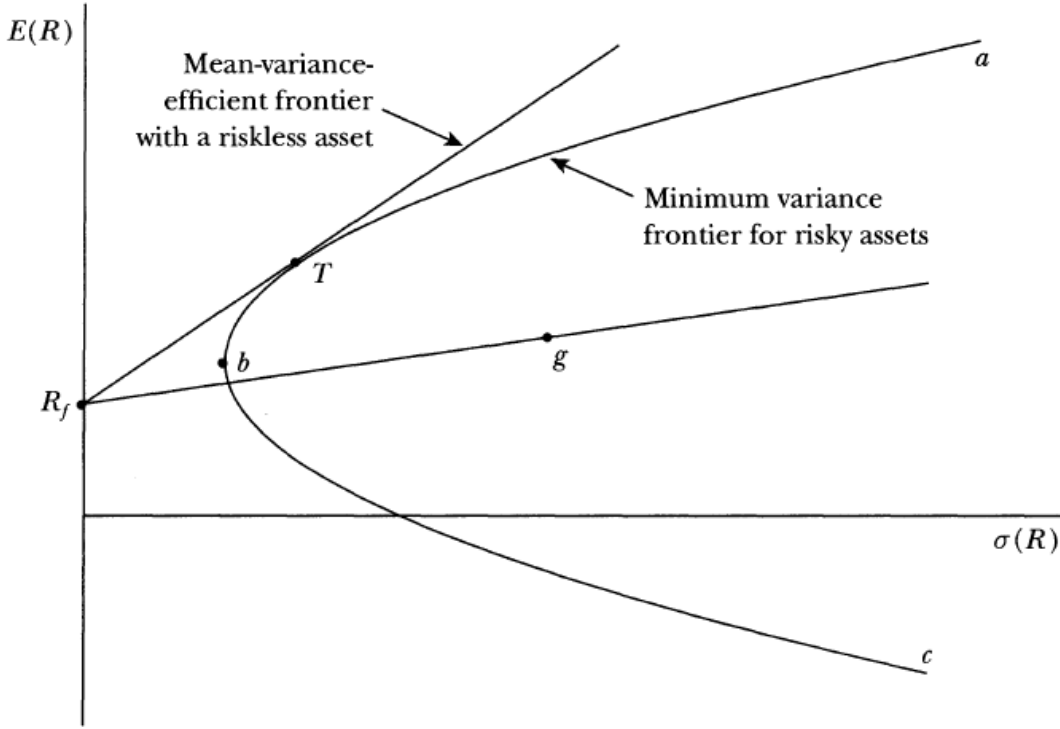 E(R)
Mean-variance-
efficient frontier
with a riskless asset
a
Minimum variance
frontier for risky assets
T
b
g
R_f
σ(R)
c